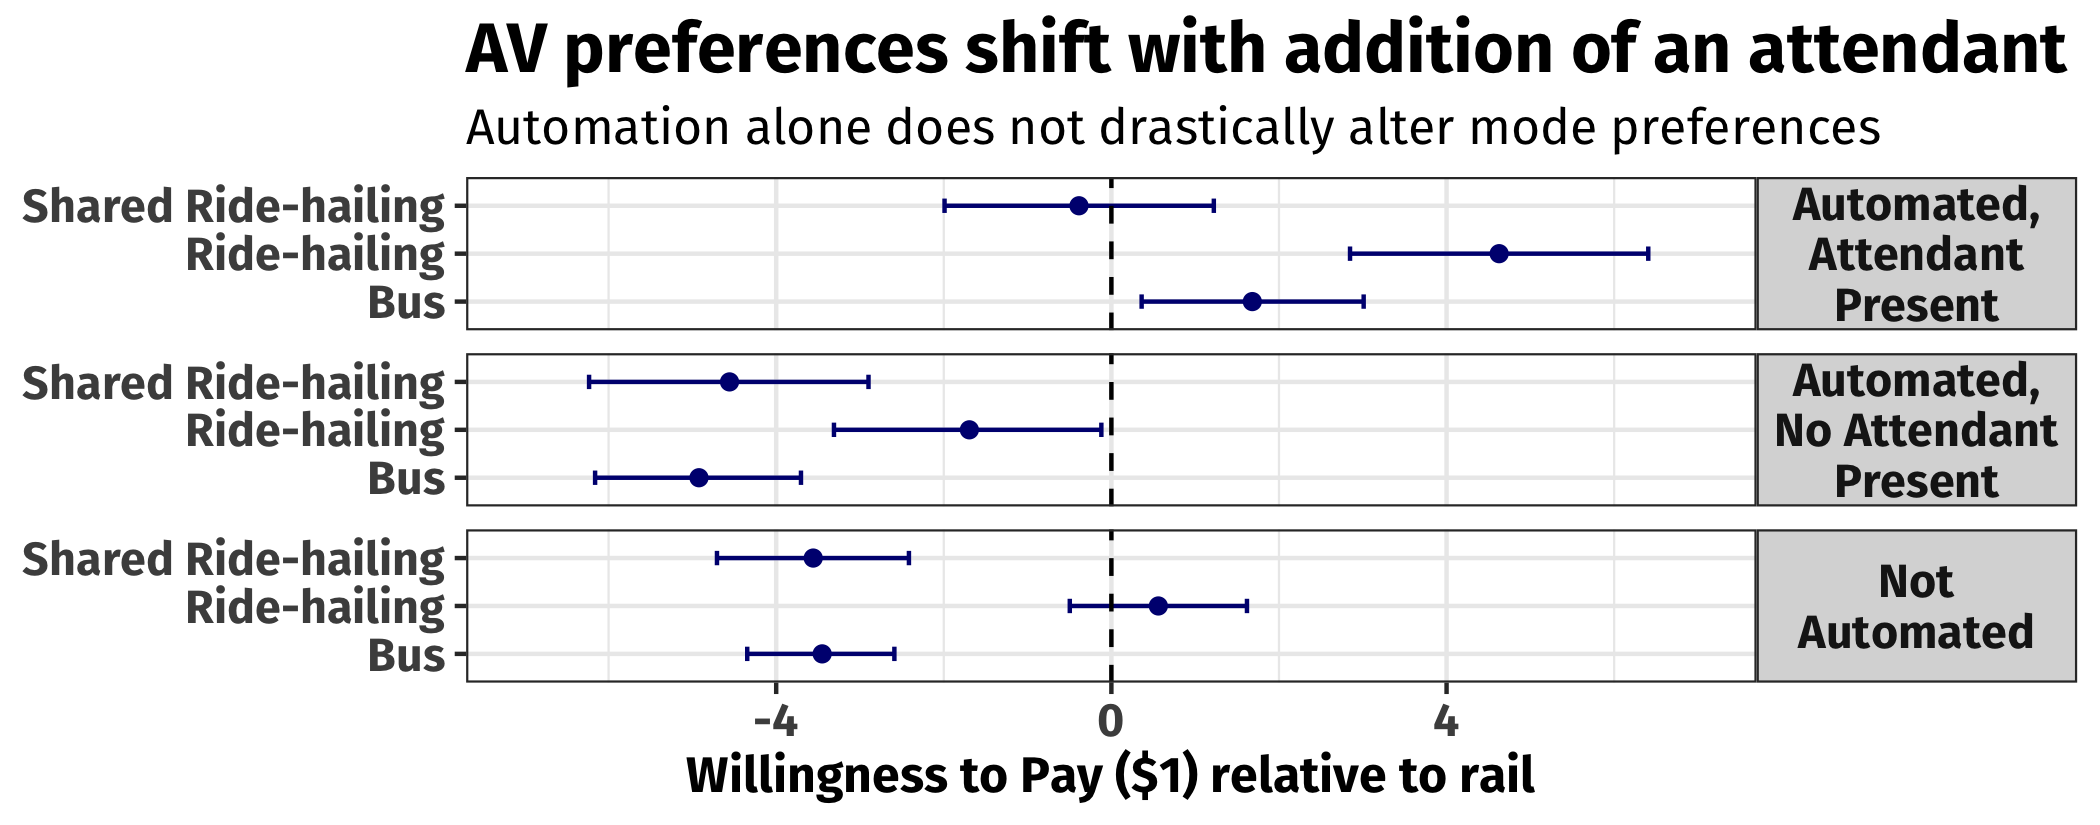 AV preferences shift with addition of an attendant
Automation alone does not drastically alter mode preferences
Shared Ride-hailing
Ride-hailing
Bus
Automated,
Attendant
Present
Shared Ride-hailing
Ride-hailing
Bus
Automated,
No Attendant
Present
Shared Ride-hailing
Ride-hailing
Bus
Not
Automated
-4 0 4
Willingness to Pay ($1) relative to rail